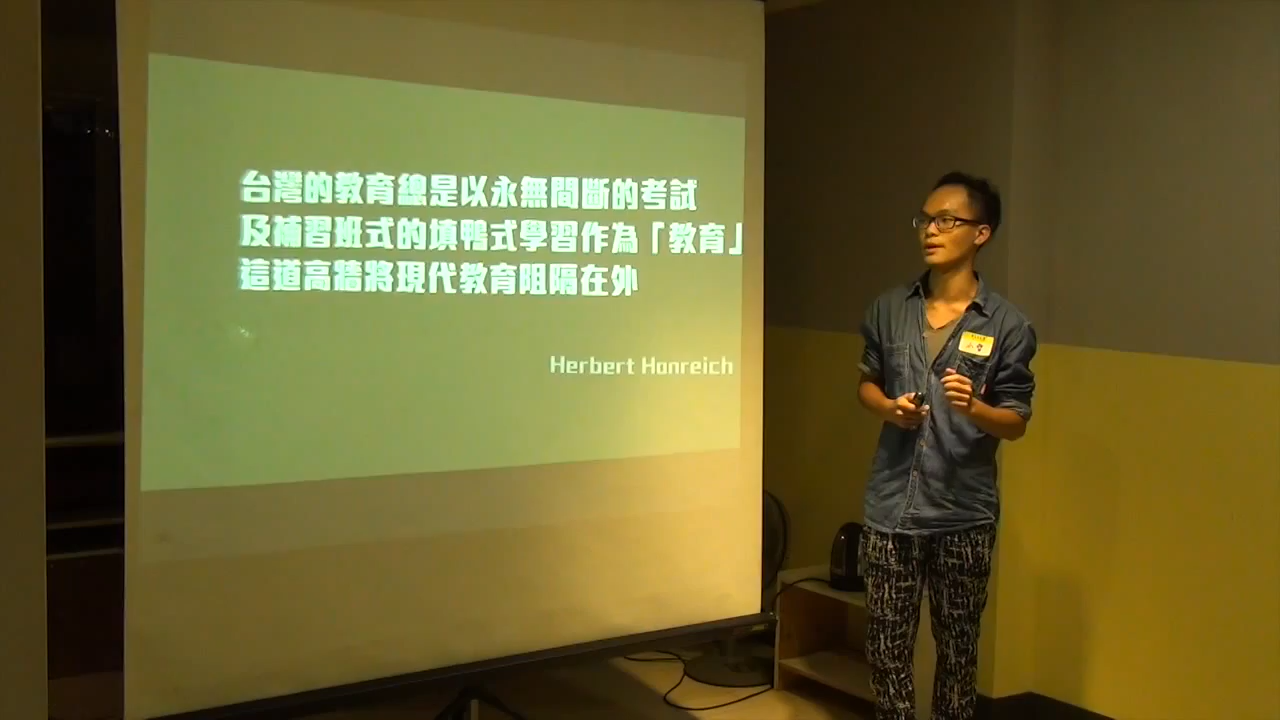 台灣的教育總是以永無間斷的考試
及補習班式的填鴨式學習作為「教育」
這道高牆將現代教育阻隔在外
Herbert Hanreich